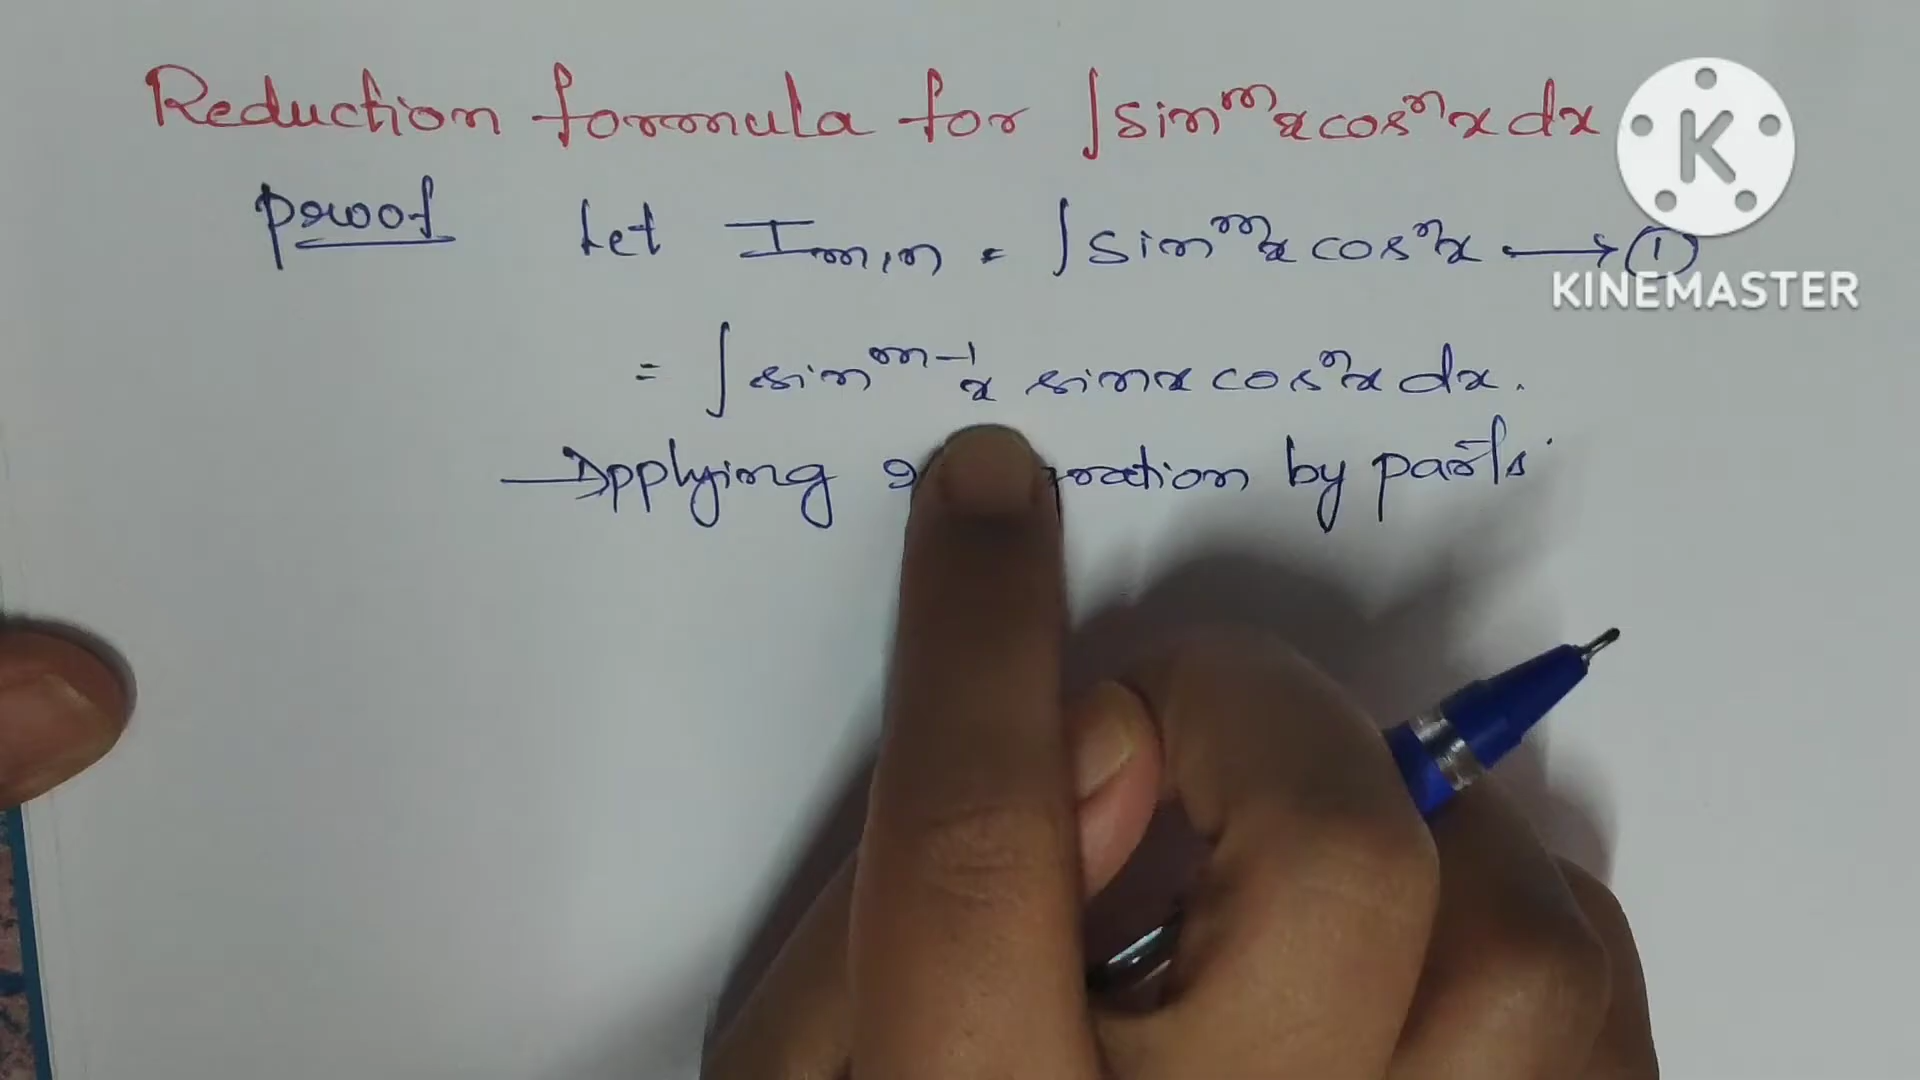 Reduction formula for ∫sinᵐx cosⁿx dx
Proof Let Iₘ,ₙ = ∫sinᵐx cosⁿx → ①
= ∫ sinᵐ⁻¹x sinx cosⁿx dx.
Applying by parts
K
KINEMASTER